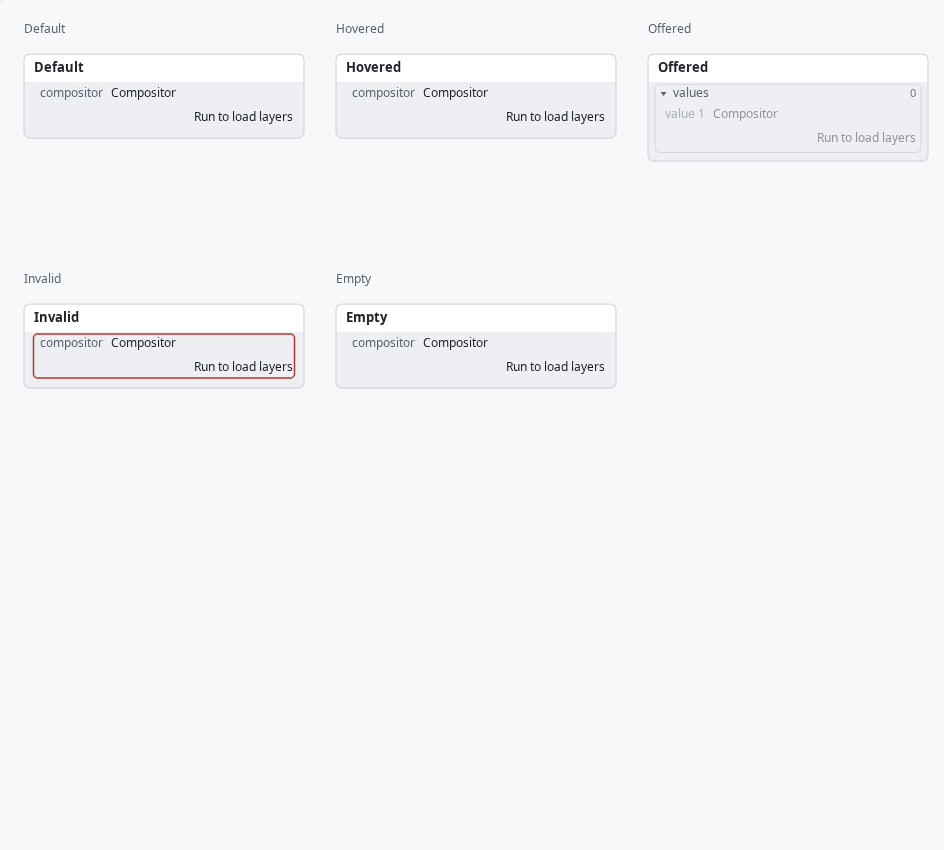 Default
Hovered
Offered
Default
compositor Compositor
Run to load layers
Hovered
compositor Compositor
Run to load layers
Offered
values 0
value 1 Compositor
Run to load layers
Invalid
Empty
Invalid
compositor Compositor
Run to load layers
Empty
compositor Compositor
Run to load layers